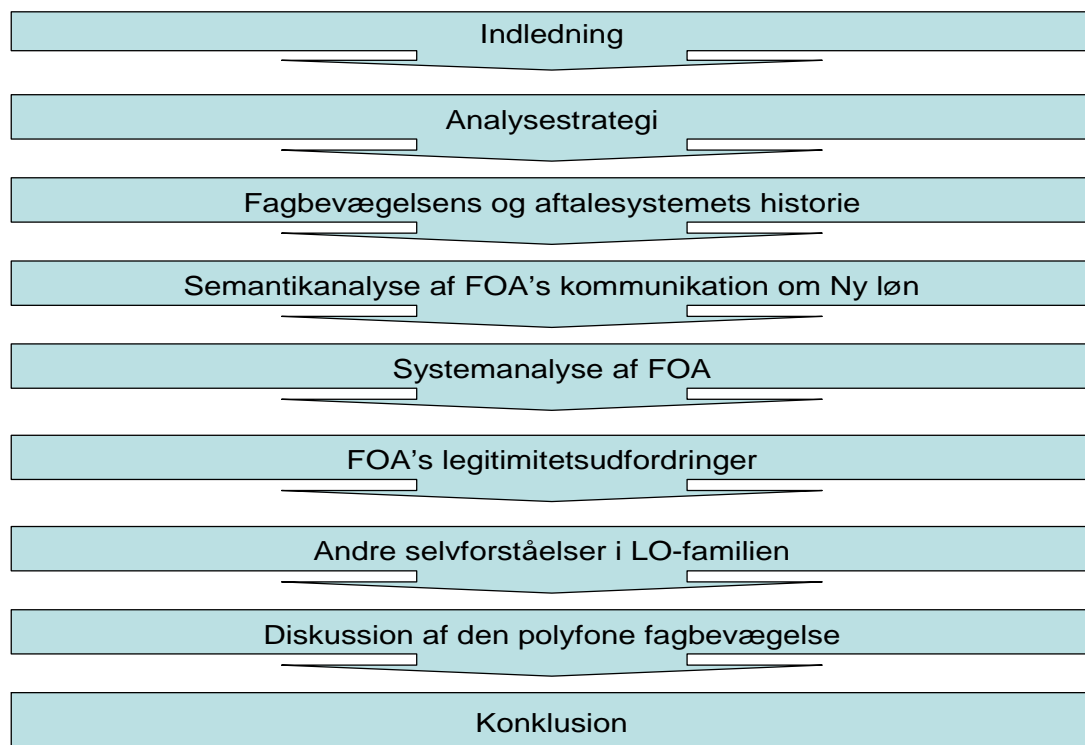 Indledning
Analysestrategi
Fagbevægelsens og aftalesystemets historie
Semantikanalyse af FOA's kommunikation om Ny løn
Systemanalyse af FOA
FOA's legitimitetsudfordringer
Andre selvforståelser i LO-familien
Diskussion af den polyfone fagbevægelse
Konklusion